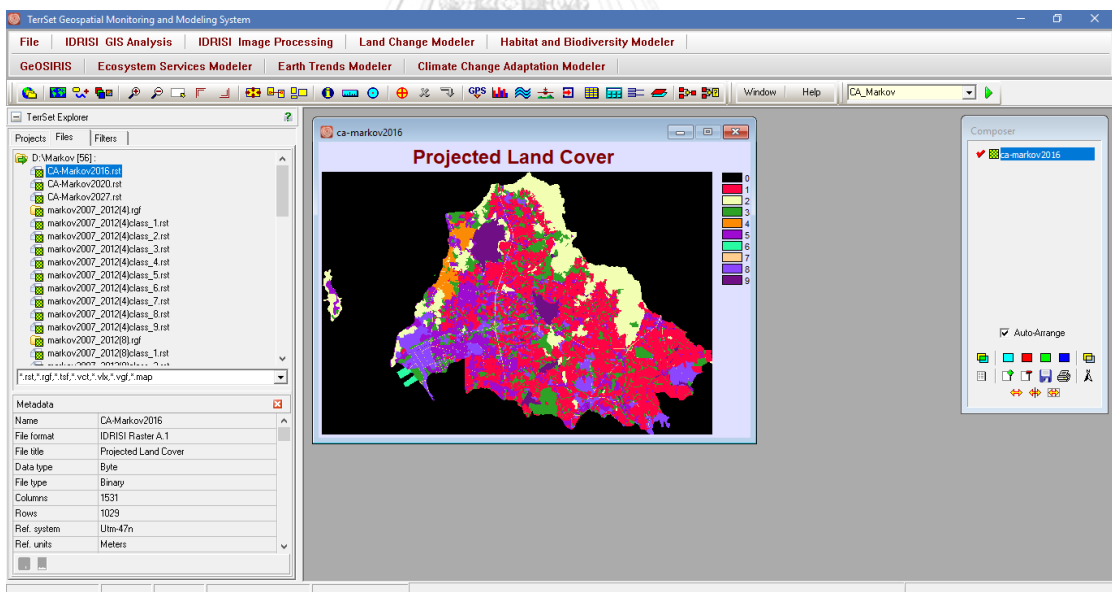 TerrSet Geospatial Monitoring and Modeling System
File IDRISI GIS Analysis IDRISI Image Processing Land Change Modeler Habitat and Biodiversity Modeler
GeOSIRIS Ecosystem Services Modeler Earth Trends Modeler Climate Change Adaptation Modeler
GPS Window Help CA_Markov
TerrSet Explorer ?
Projects Files Filters
D:\Markov [56] :
CA-Markov2016.rst
CA-Markov2020.rst
CA-Markov2027.rst
markov2007_2012(4).rgf
markov2007_2012(4)class_1.rst
markov2007_2012(4)class_2.rst
markov2007_2012(4)class_3.rst
markov2007_2012(4)class_4.rst
markov2007_2012(4)class_5.rst
markov2007_2012(4)class_6.rst
markov2007_2012(4)class_7.rst
markov2007_2012(4)class_8.rst
markov2007_2012(4)class_9.rst
markov2007_2012(8).rgf
markov2007_2012(8)class_1.rst
*.rst,*.rgf,*.tsf,*.vct,*.vlx,*.vgf,*.map
Metadata
Name CA-Markov2016
File format IDRISI Raster A.1
File title Projected Land Cover
Data type Byte
File type Binary
Columns 1531
Rows 1029
Ref. system Utm-47n
Ref. units Meters
ca-markov2016
Projected Land Cover
0
1
2
3
4
5
6
7
8
9
Composer
ca-markov2016
Auto-Arrange